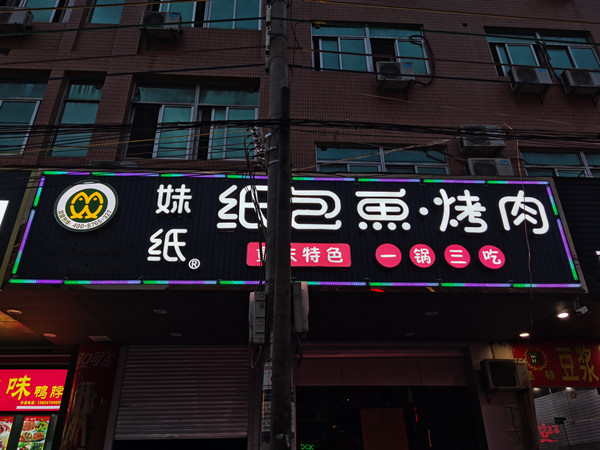 妹纸®
纸包鱼·烤肉
庆特色 一锅三吃
味鸭脖
豆浆